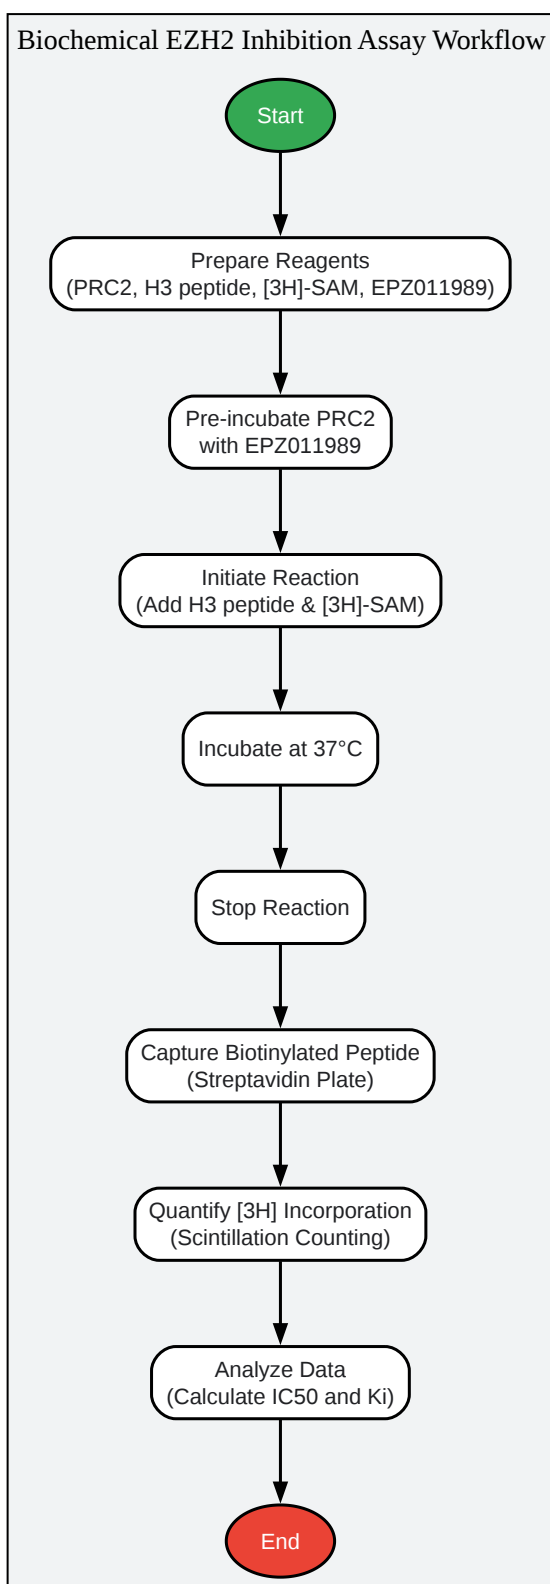 Biochemical EZH2 Inhibition Assay Workflow
Start
Prepare Reagents
(PRC2, H3 peptide, [3H]-SAM, EPZ011989)
Pre-incubate PRC2
with EPZ011989
Initiate Reaction
(Add H3 peptide & [3H]-SAM)
Incubate at 37°C
Stop Reaction
Capture Biotinylated Peptide
(Streptavidin Plate)
Quantify [3H] Incorporation
(Scintillation Counting)
Analyze Data
(Calculate IC50 and Ki)
End